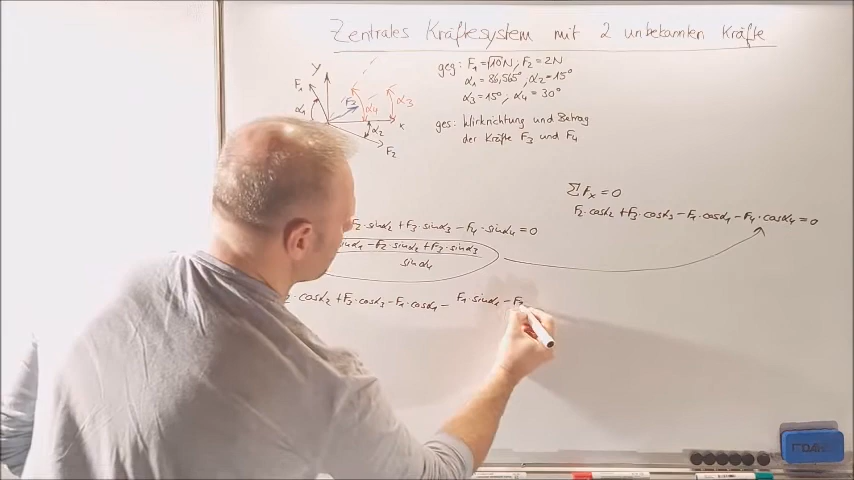 Zentrales Kräftesystem mit 2 unbekannten Kräfte
geg: F₁=√10N; F₂=2N
α₁=86,565°, α₂=15°
α₃=15°, α₄=30°
ges: Wirkrichtung und Betrag
der Kräfte F₃ und F₄
y
F₁
α₁
F₃
α₄
α₃
x
α₂
F₂
ΣFx=0
F₂·cosα₂+F₃·cosα₃-F₁·cosα₁-F₄·cosα₄=0
F₂·sinα₂+F₃·sinα₃-F₄·sinα₄=0
sinα₁-F₂·sinα₂+F₃·sinα₃
sinα₄
·cosα₂+F₃·cosα₃-F₁·cosα₁-
F₁·sinα₁-F₂